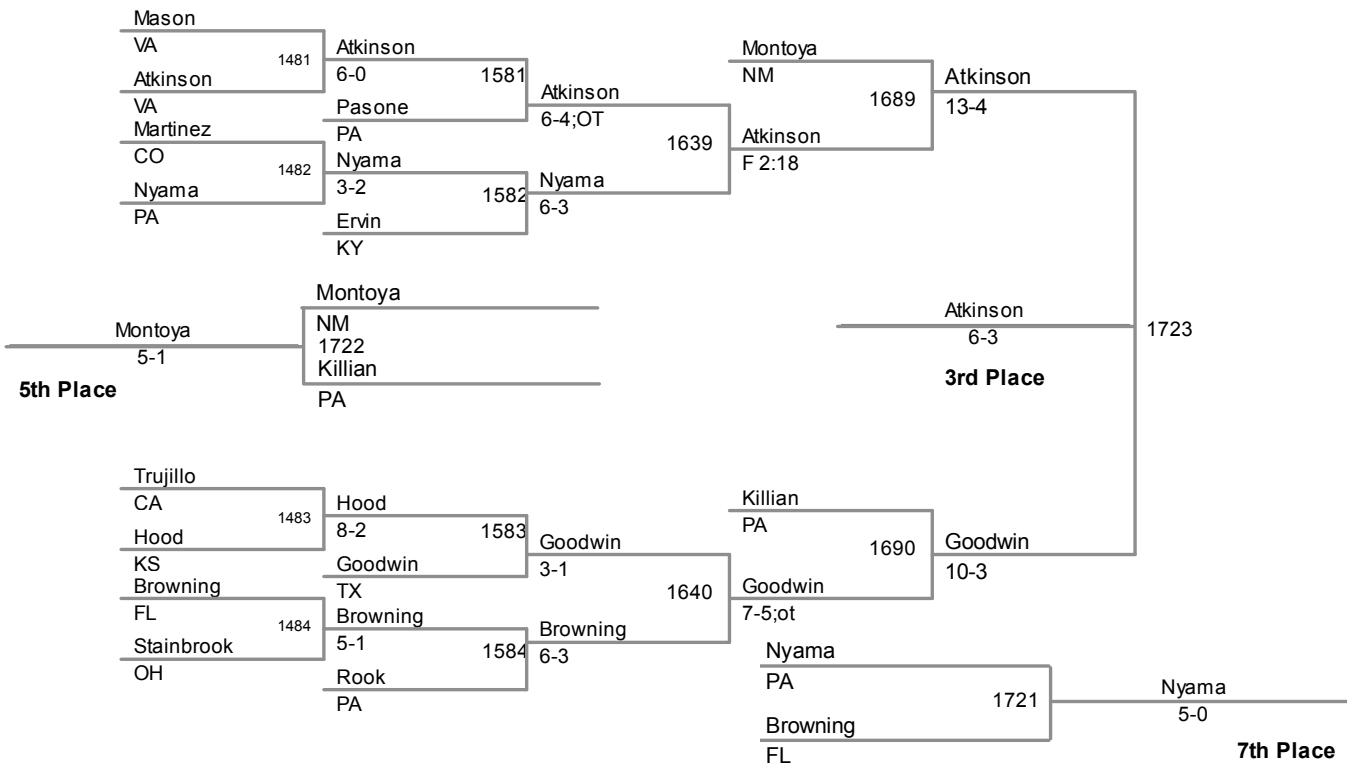 Mason
VA
1481
Atkinson
VA
Atkinson
6-0
1581
Pasone
PA
Martinez
CO
1482
Nyama
PA
Nyama
3-2
1582
Ervin
KY
Atkinson
6-4;OT
1639
Nyama
6-3
Montoya
NM
1689
Atkinson
F 2:18
Atkinson
13-4
Montoya
NM
1722
Killian
PA
Montoya
5-1
5th Place
Atkinson
6-3
3rd Place
1723
Trujillo
CA
1483
Hood
KS
Hood
8-2
1583
Goodwin
TX
Browning
FL
1484
Stainbrook
OH
Browning
5-1
1584
Rook
PA
Goodwin
3-1
1640
Browning
6-3
Killian
PA
1690
Goodwin
7-5;ot
Goodwin
10-3
Nyama
PA
1721
Browning
FL
Nyama
5-0
7th Place